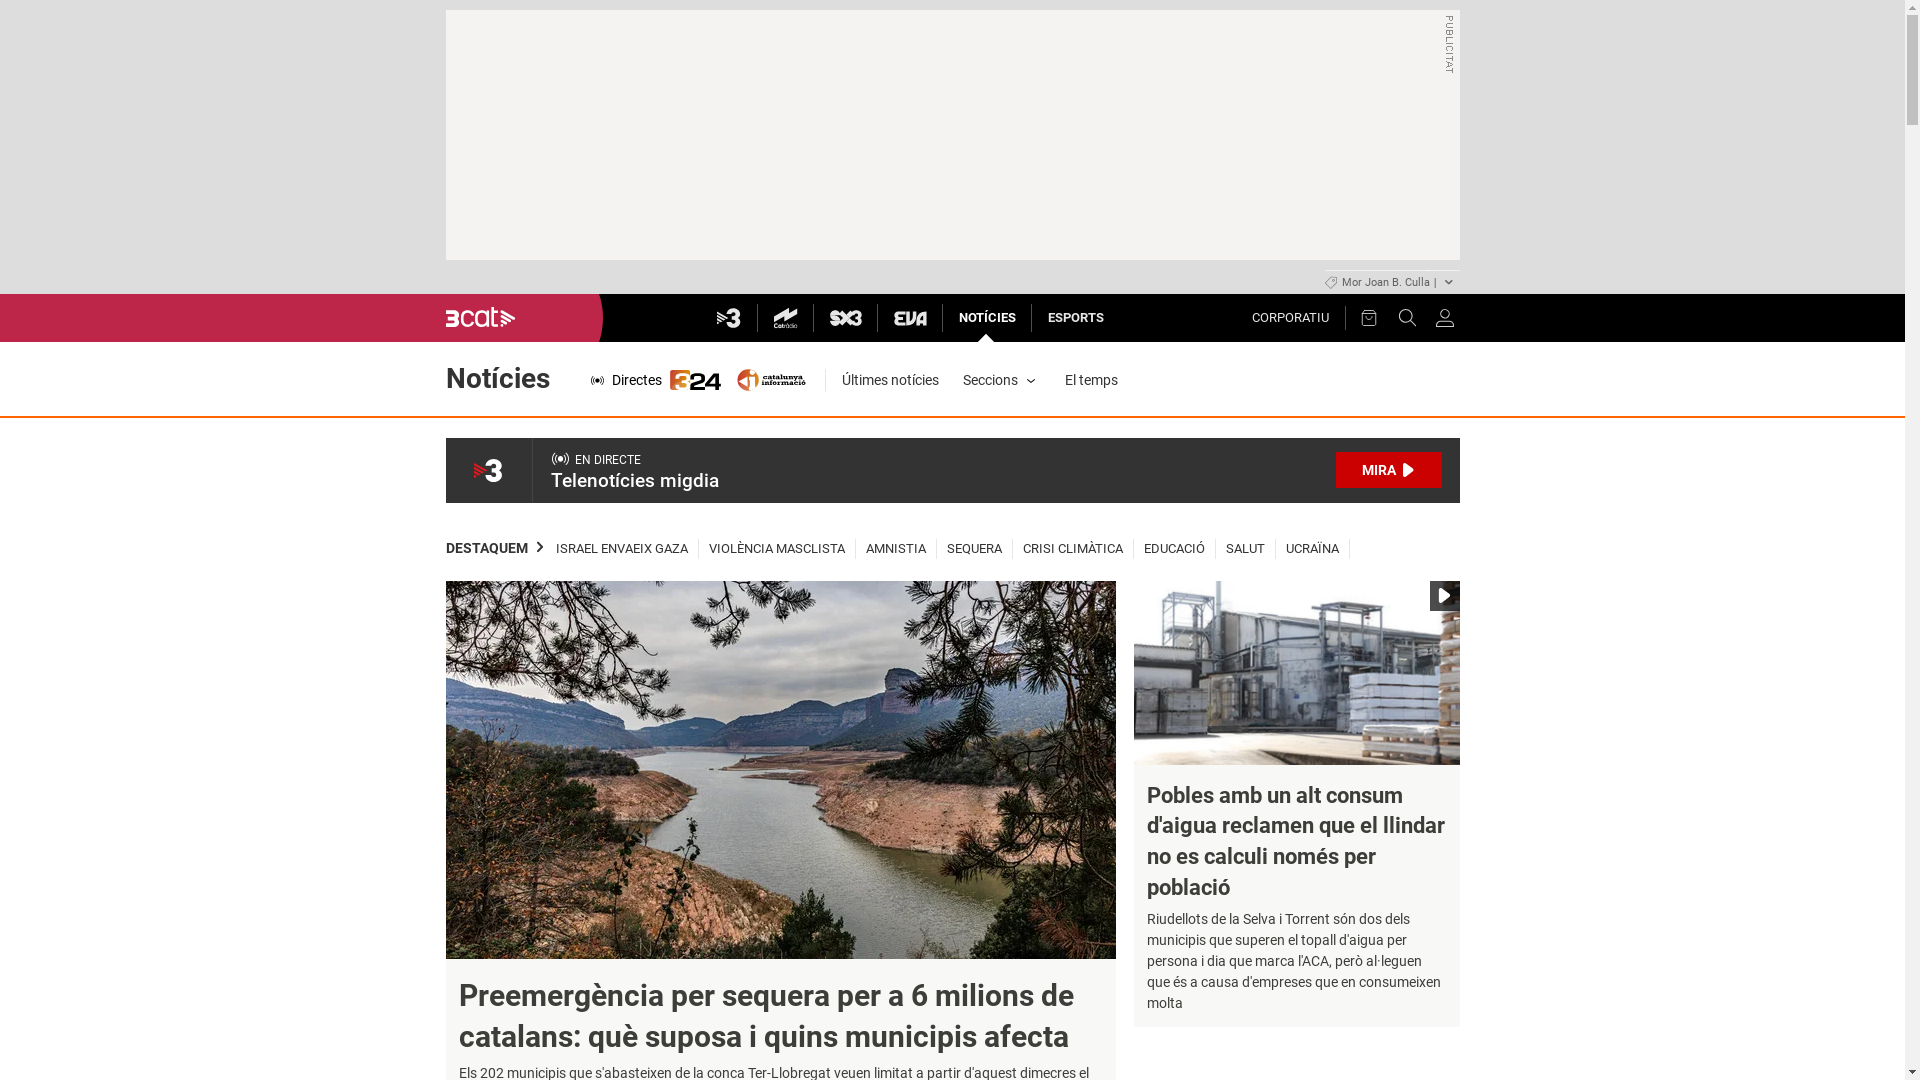 PUBLICITAT
Mor Joan B. Culla |
3cat
3
Catràdio
SX3
EVA
NOTÍCIES
ESPORTS
CORPORATIU
Notícies
Directes
324
catalunya informació
Últimes notícies
Seccions
El temps
3
EN DIRECTE
Telenotícies migdia
MIRA
DESTAQUEM
ISRAEL ENVAEIX GAZA
VIOLÈNCIA MASCLISTA
AMNISTIA
SEQUERA
CRISI CLIMÀTICA
EDUCACIÓ
SALUT
UCRAÏNA
Preemergència per sequera per a 6 milions de
catalans: què suposa i quins municipis afecta
Els 202 municipis que s'abasteixen de la conca Ter-Llobregat veuen limitat a partir d'aquest dimecres el
Pobles amb un alt consum
d'aigua reclamen que el llindar
no es calculi només per
població
Riudellots de la Selva i Torrent són dos dels
municipis que superen el topall d'aigua per
persona i dia que marca l'ACA, però al·leguen
que és a causa d'empreses que en consumeixen
molta